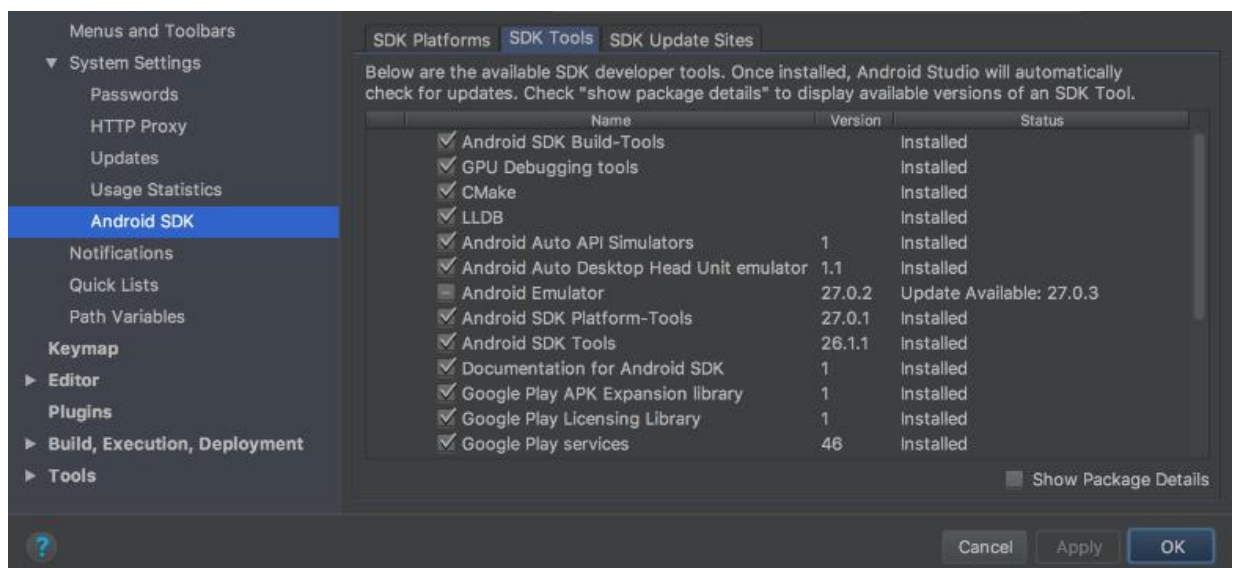 Menus and Toolbars
System Settings
Passwords
HTTP Proxy
Updates
Usage Statistics
Android SDK
Notifications
Quick Lists
Path Variables
Keymap
Editor
Plugins
Build, Execution, Deployment
Tools
SDK Platforms SDK Tools SDK Update Sites
Below are the available SDK developer tools. Once installed, Android Studio will automatically
check for updates. Check "show package details" to display available versions of an SDK Tool.
Name Version Status
Android SDK Build-Tools Installed
GPU Debugging tools Installed
CMake Installed
LLDB Installed
Android Auto API Simulators 1 Installed
Android Auto Desktop Head Unit emulator 1.1 Installed
Android Emulator 27.0.2 Update Available: 27.0.3
Android SDK Platform-Tools 27.0.1 Installed
Android SDK Tools 26.1.1 Installed
Documentation for Android SDK 1 Installed
Google Play APK Expansion library 1 Installed
Google Play Licensing Library 1 Installed
Google Play services 46 Installed
Show Package Details
? Cancel Apply OK